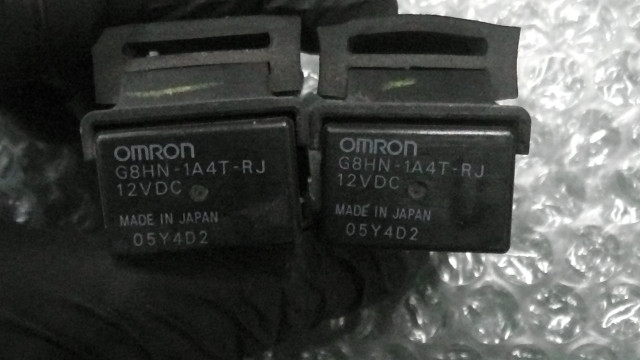 OMRON
G8HN-1A4T-RJ
12VDC
MADE IN JAPAN
05Y4D2
OMRON
G8HN-1A4T-RJ
12VDC
MADE IN JAPAN
05Y4D2